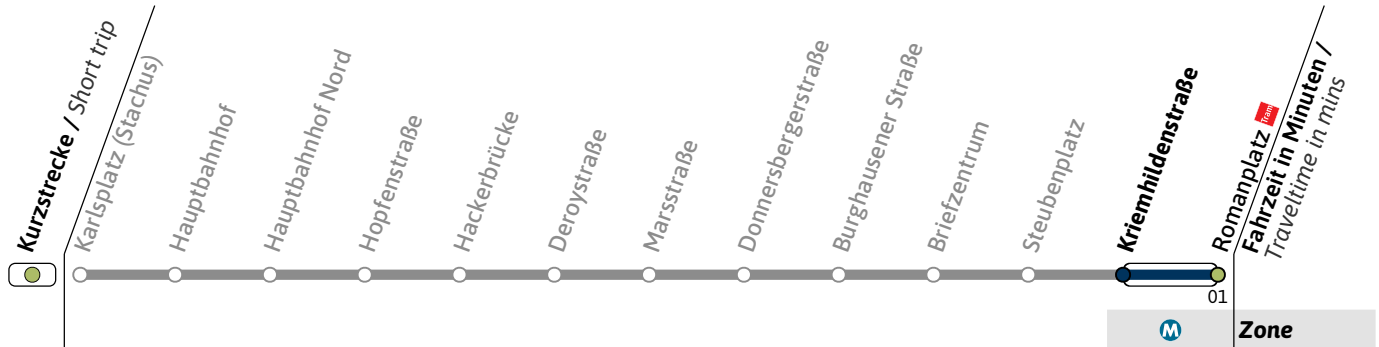 Kurzstrecke / Short trip
Karlsplatz (Stachus)
Hauptbahnhof
Hauptbahnhof Nord
Hopfenstraße
Hackerbrücke
Deroystraße
Marsstraße
Donnersbergerstraße
Burghausener Straße
Briefzentrum
Steubenplatz
Kriemhildenstraße
Romanplatz Tram
Fahrzeit in Minuten /
Traveltime in mins
01
M Zone